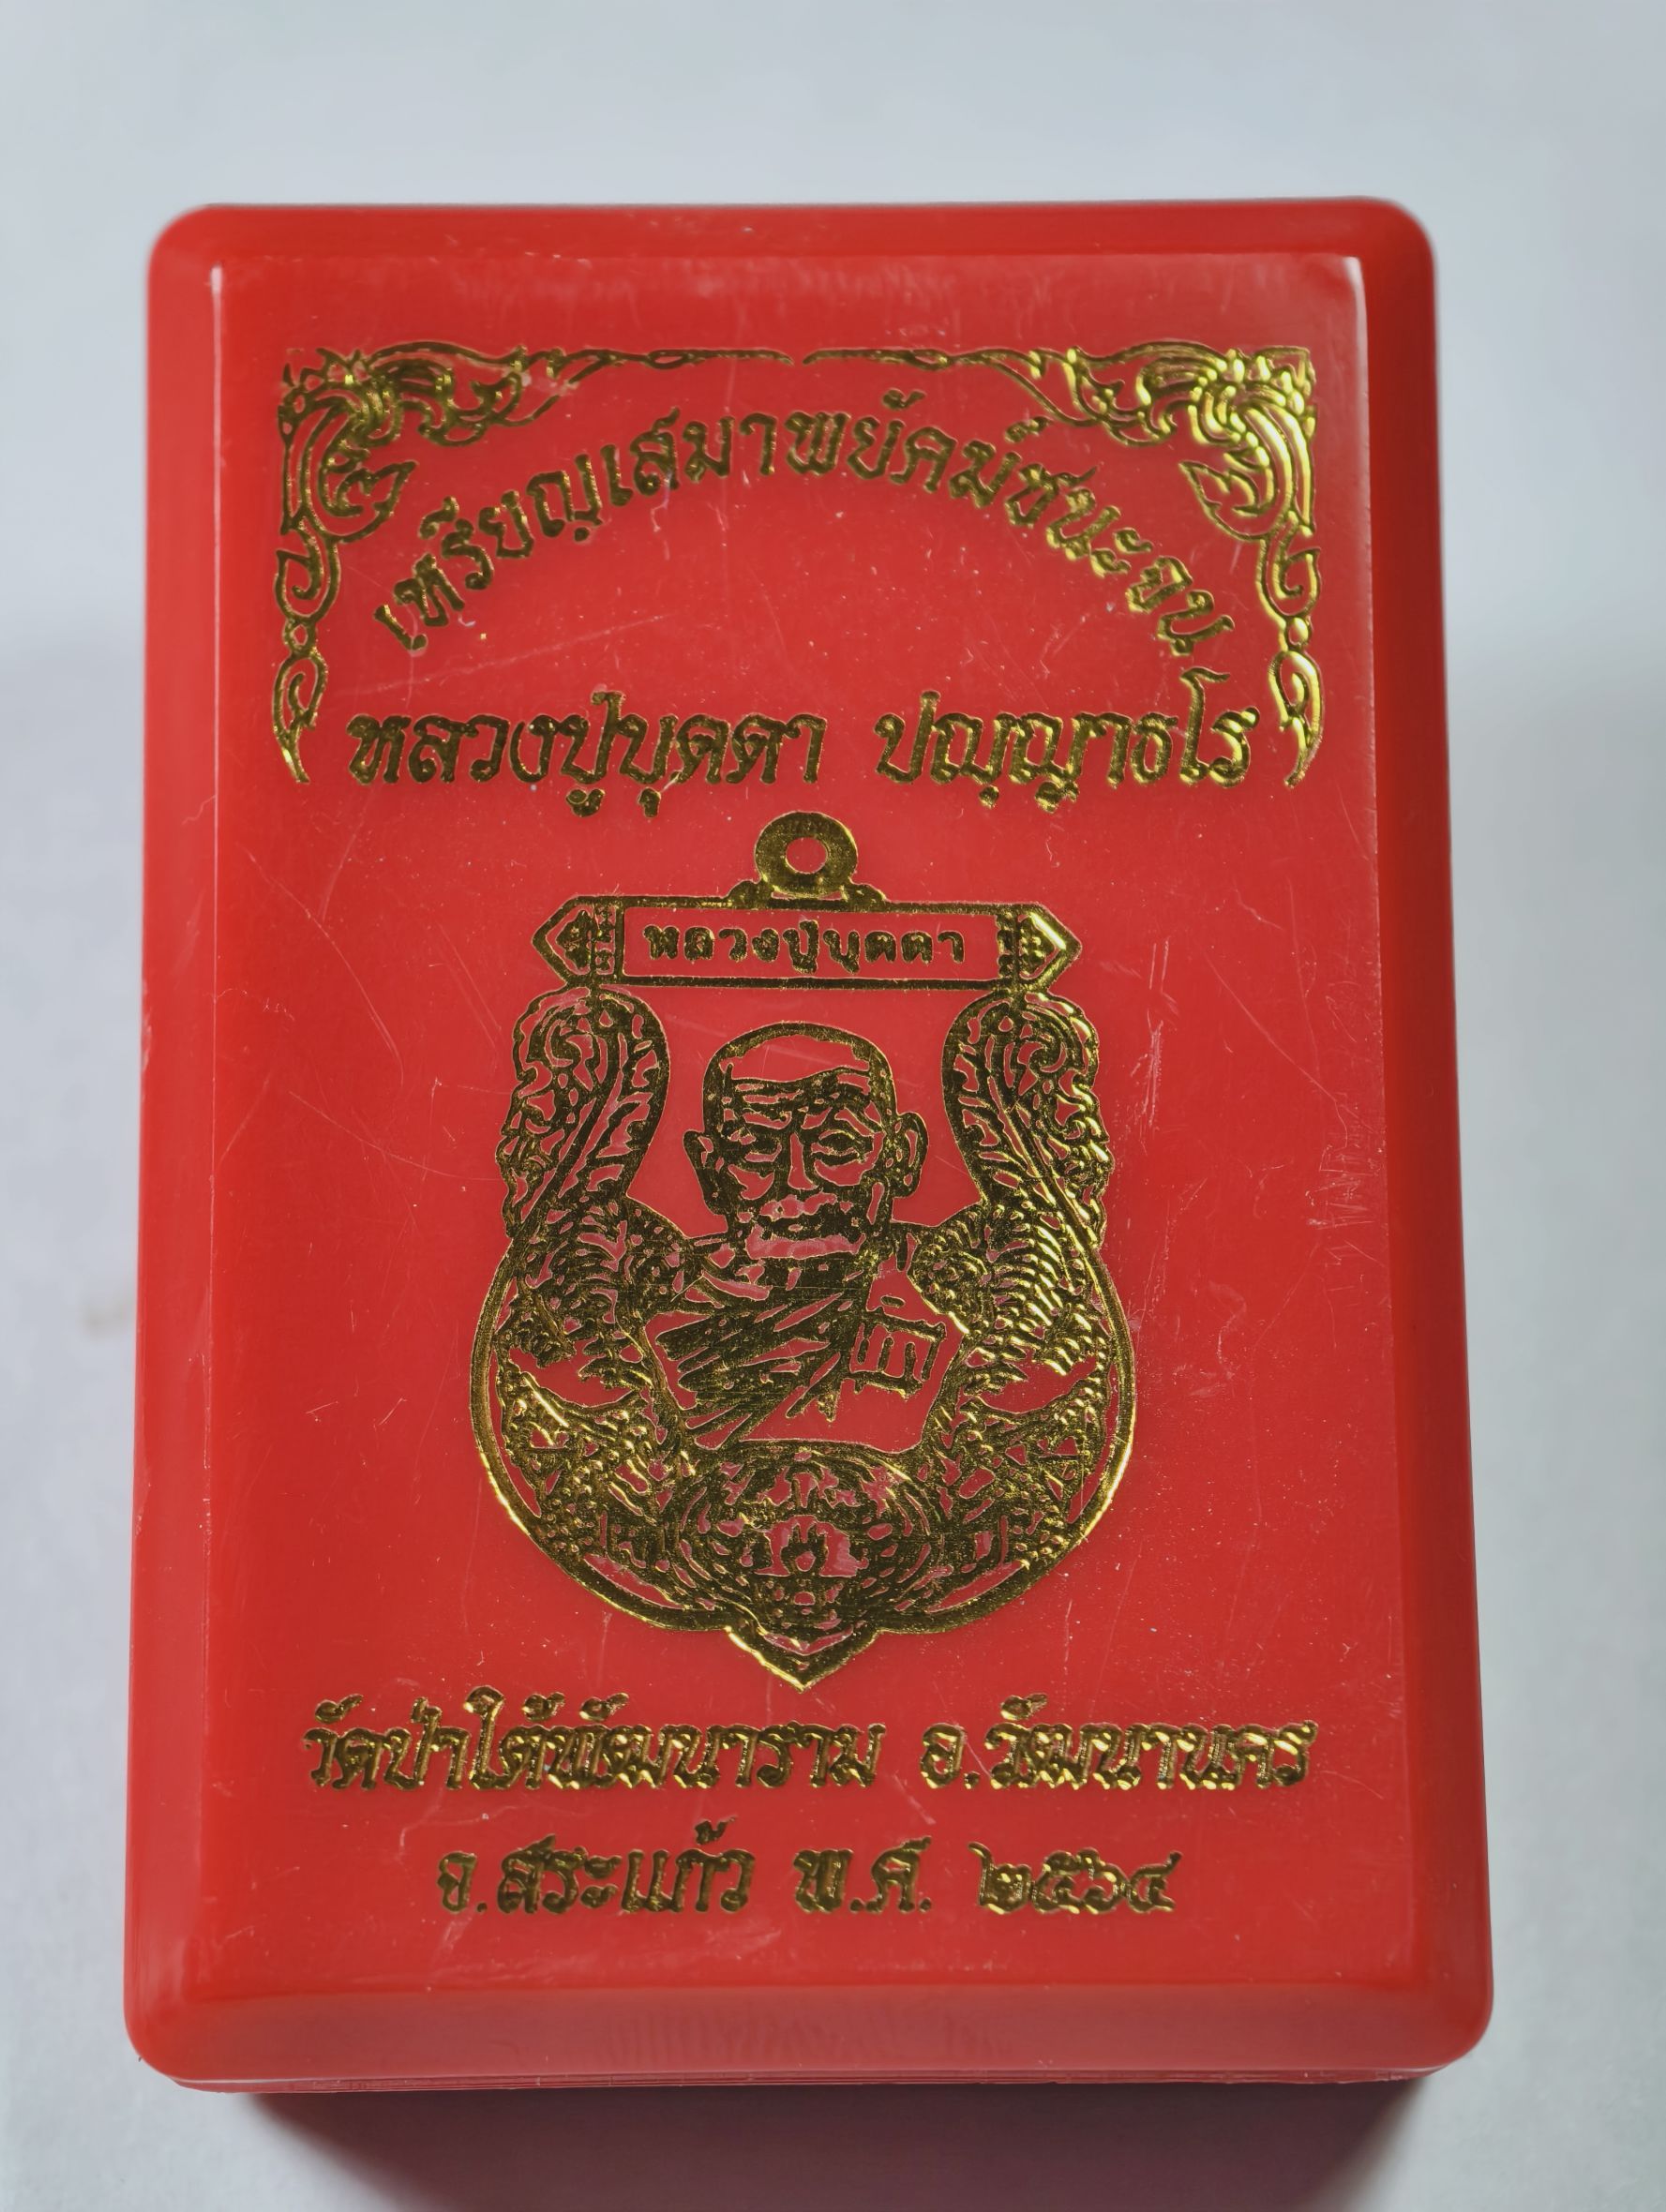 เหรียญเสมาพยัคฆ์ชนะจน
หลวงปู่บุดดา ปญฺญาธโร
หลวงปู่บุดดา
วัดป่าใต้พัฒนาราม อ.วัฒนานคร
จ.สระแก้ว พ.ศ. ๒๕๖๔